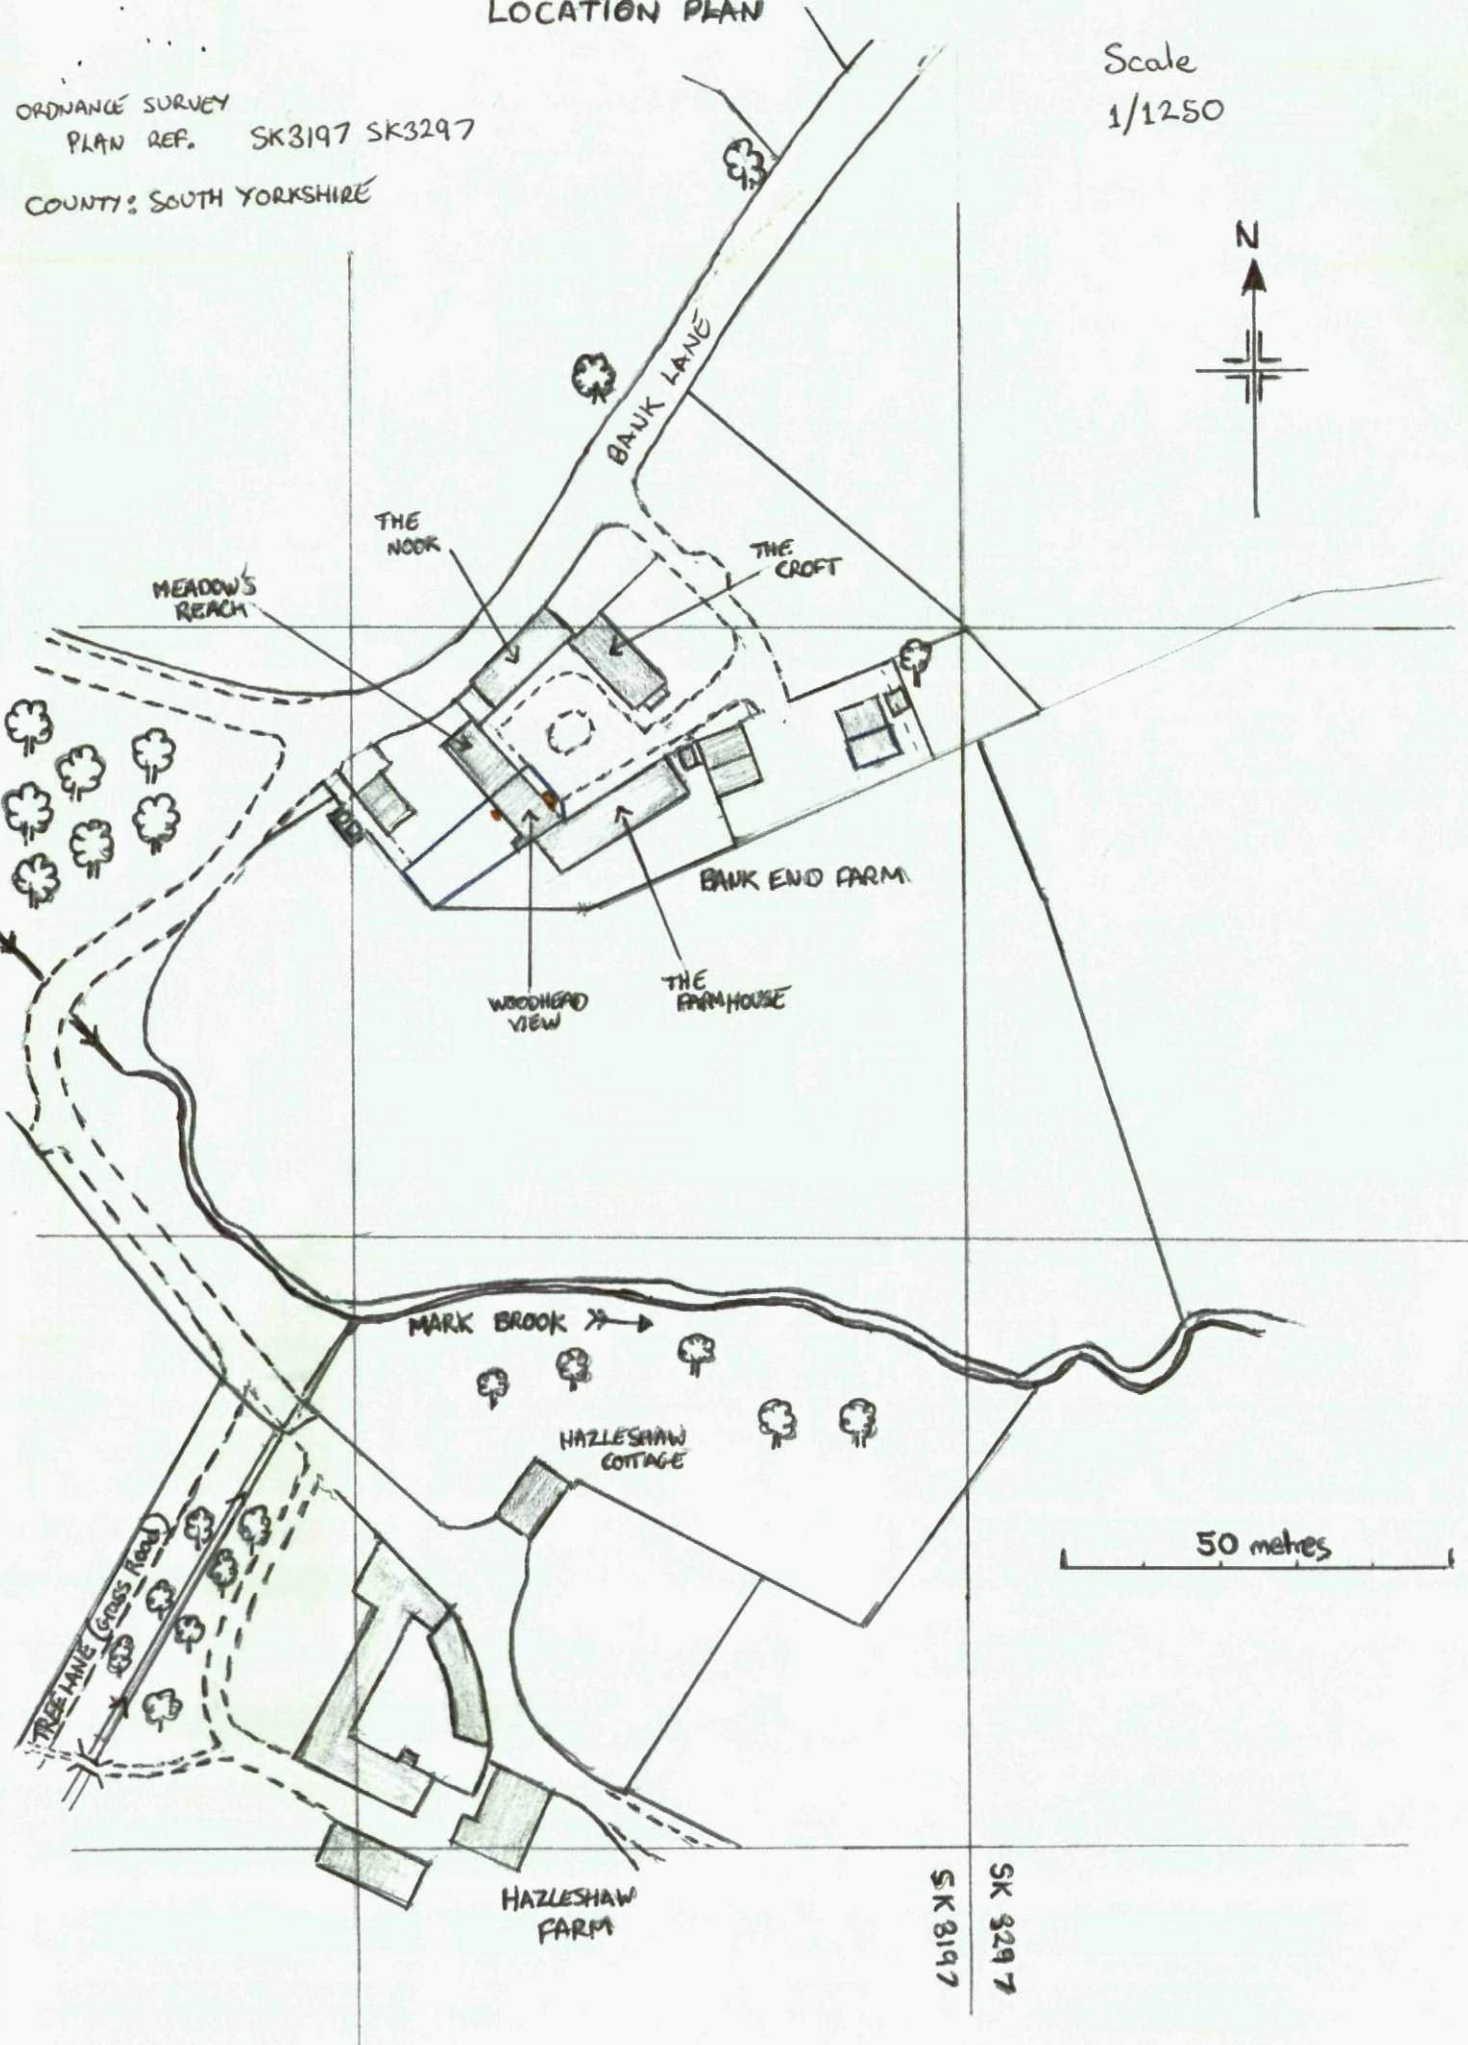 LOCATION PLAN
Scale
1/1250
ORDNANCE SURVEY
PLAN REF. SK3197 SK3297
COUNTY: SOUTH YORKSHIRE
N
BANK LANE
THE
NOOK
THE
CROFT
MEADOW'S
REACH
BANK END FARM
WOODHEAD
VIEW
THE
FARMHOUSE
MARK BROOK
HAZLESHAW
COTTAGE
50 metres
TREE LANE (Grass Road)
HAZLESHAW
FARM
SK 3197
SK 3297